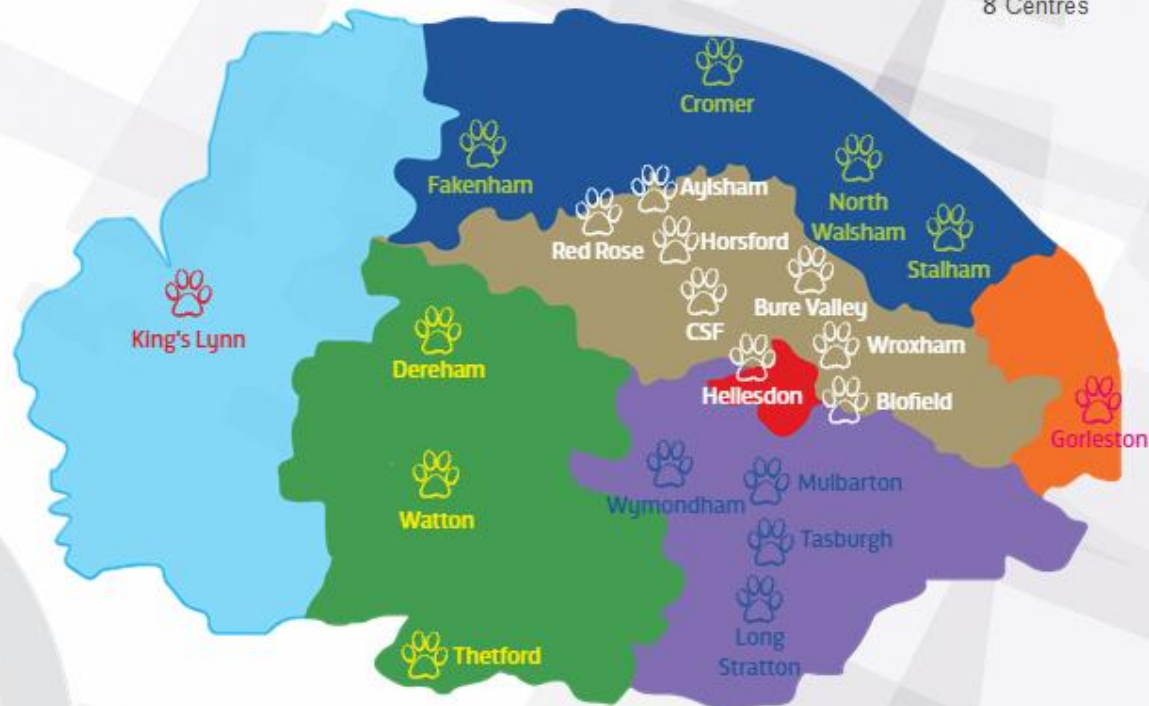 8 Centres
Cromer
Fakenham
Aylsham
North
Walsham
Red Rose
Horsford
Stalham
Bure Valley
King's Lynn
CSF
Dereham
Wroxham
Hellesdon
Blofield
Gorleston
Wymondham
Mulbarton
Watton
Tasburgh
Long
Stratton
Thetford